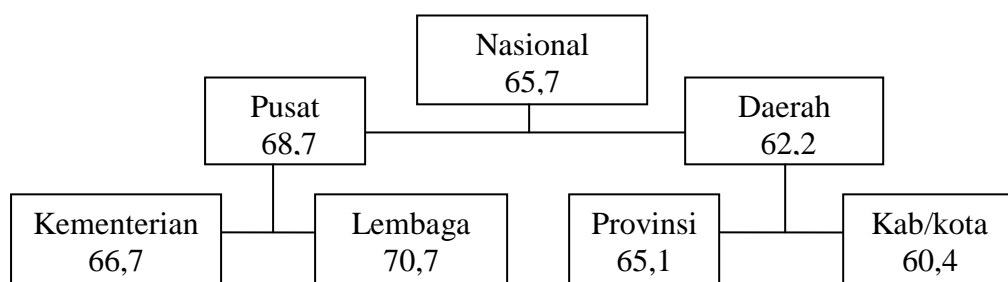 Nasional
65,7
Pusat
68,7
Daerah
62,2
Kementerian
66,7
Lembaga
70,7
Provinsi
65,1
Kab/kota
60,4